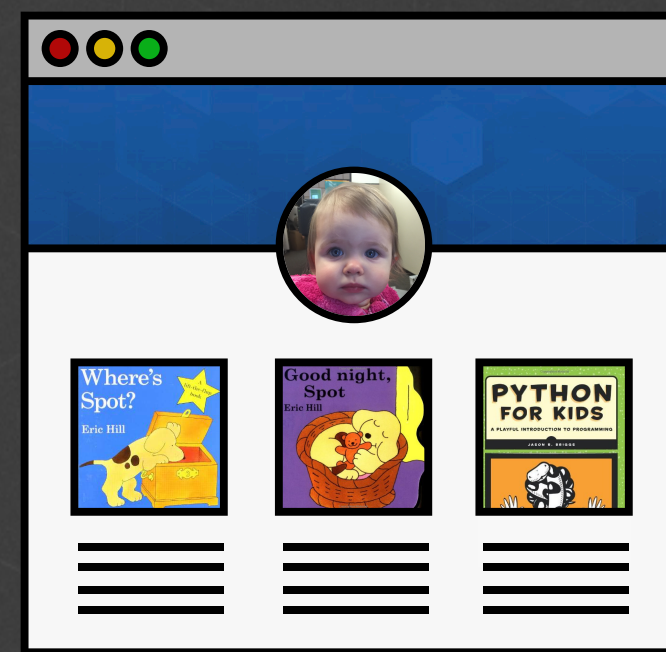 Where's
Spot?
A
lift-the-flap
book
Eric Hill
Good night,
Spot
Eric Hill
PYTHON
FOR KIDS
A PLAYFUL INTRODUCTION TO PROGRAMMING
JASON R. BRIGGS